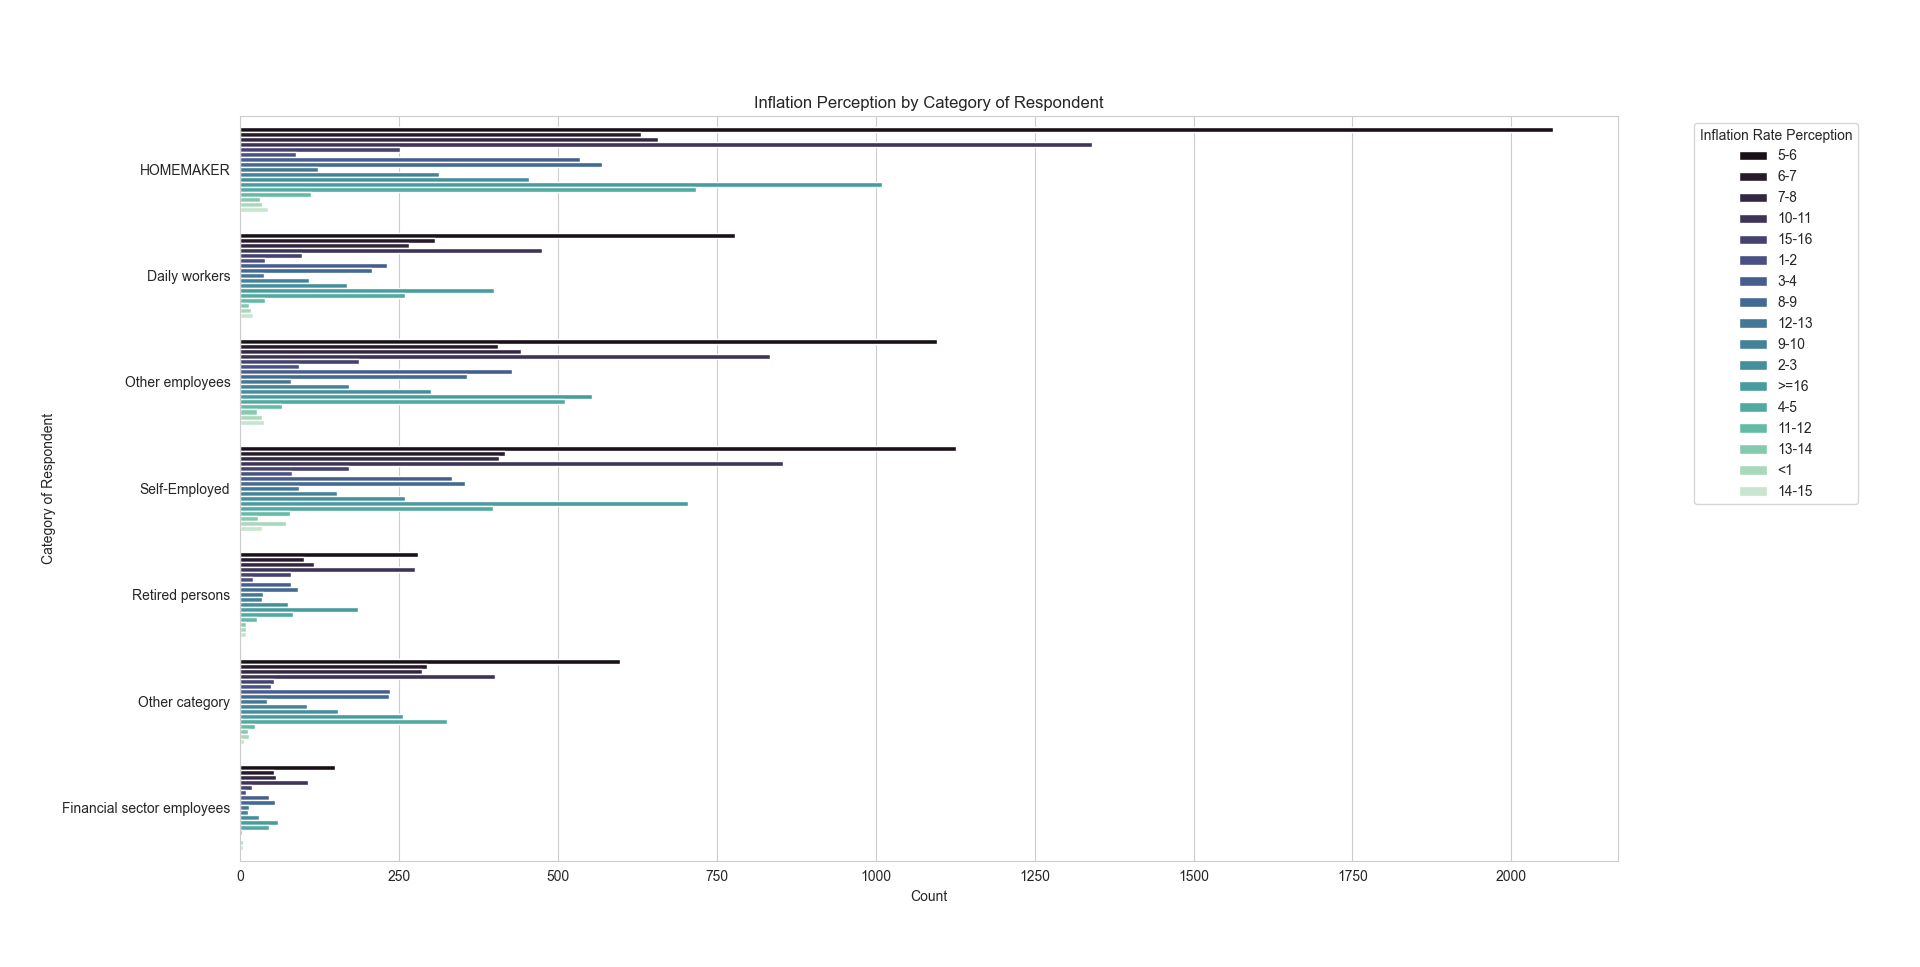 Inflation Perception by Category of Respondent
Category of Respondent
HOMEMAKER
Daily workers
Other employees
Self-Employed
Retired persons
Other category
Financial sector employees
0 250 500 750 1000 1250 1500 1750 2000
Count
Inflation Rate Perception
5-6
6-7
7-8
10-11
15-16
1-2
3-4
8-9
12-13
9-10
2-3
>=16
4-5
11-12
13-14
<1
14-15